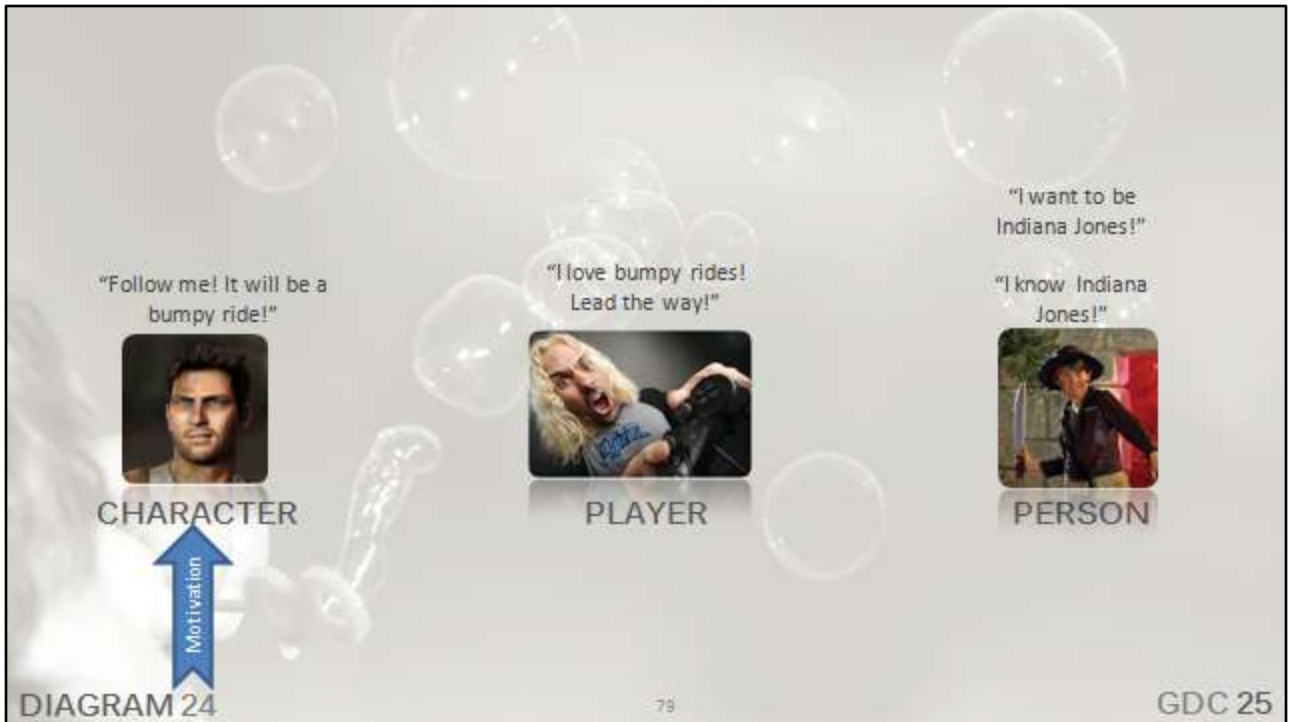 “I want to be
Indiana Jones!”
“Follow me! It will be a
bumpy ride!”
“I love bumpy rides!
Lead the way!”
“I know Indiana
Jones!”
CHARACTER
PLAYER
PERSON
Motivation
DIAGRAM 24
79
GDC 25